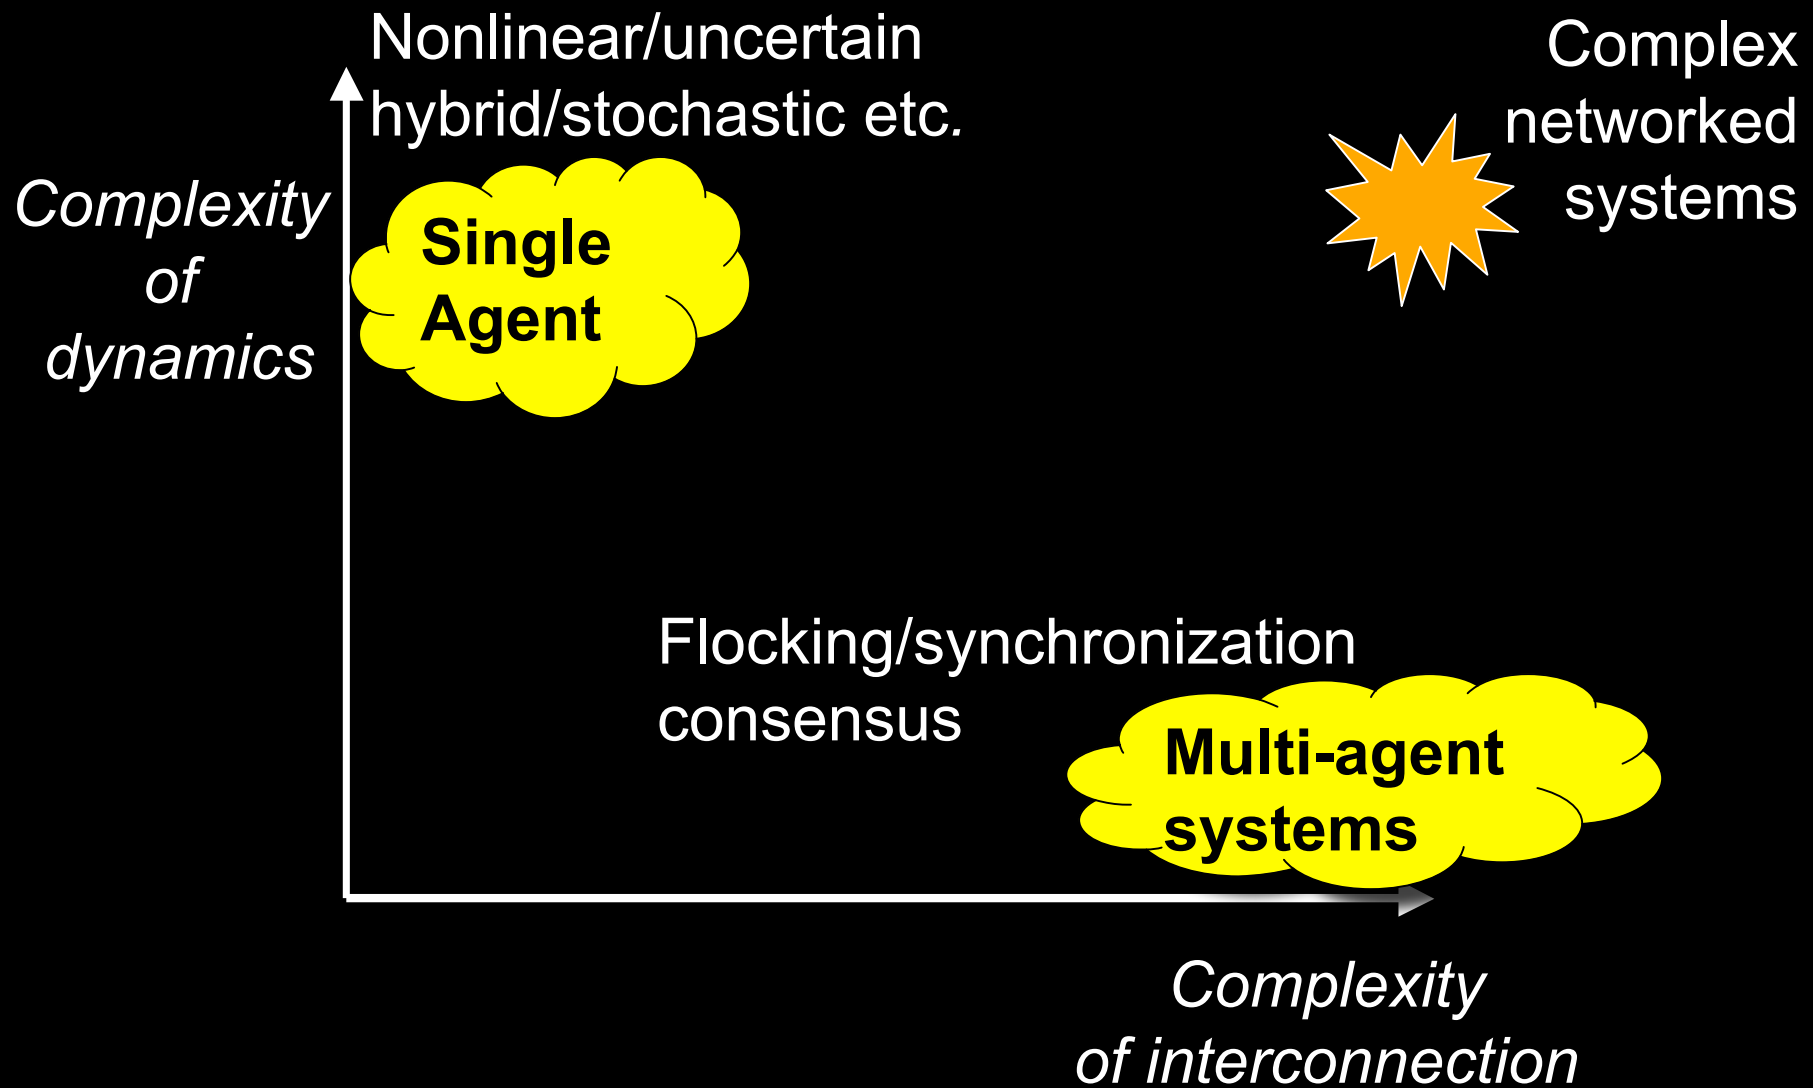 Nonlinear/uncertain
hybrid/stochastic etc.
Complex
networked
systems
Complexity
of
dynamics
Single
Agent
Flocking/synchronization
consensus
Multi-agent
systems
Complexity
of interconnection